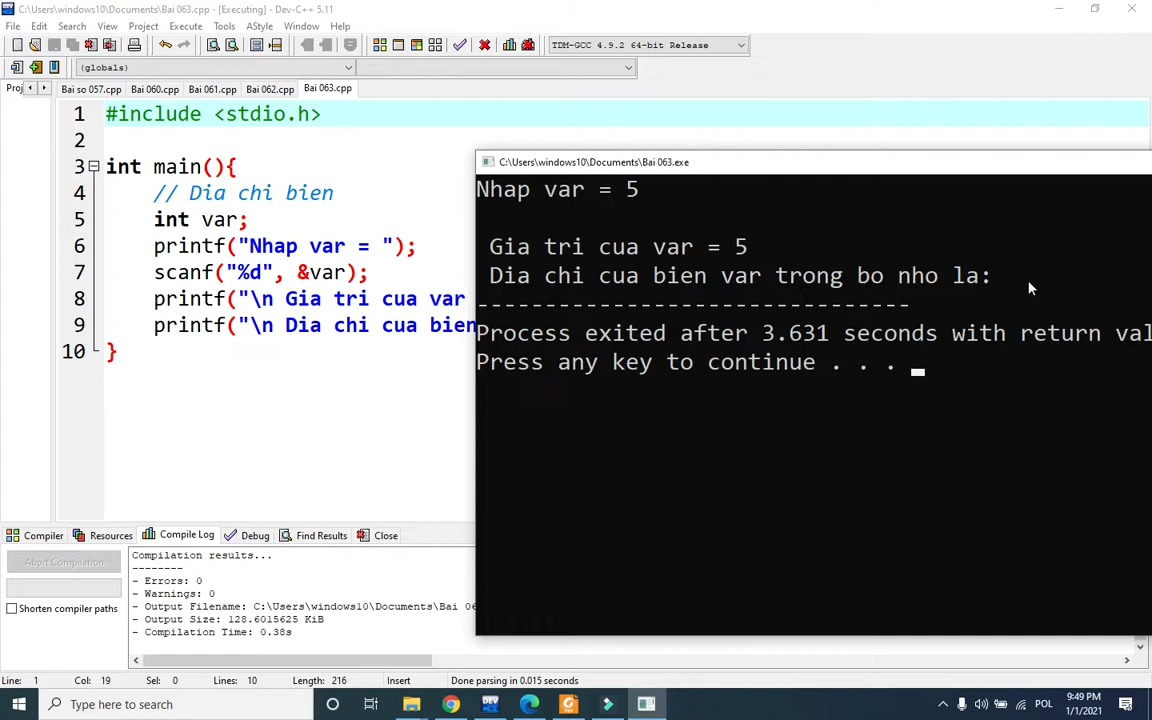 C:\Users\windows10\Documents\Bai 063.cpp - [Executing] - Dev-C++ 5.11
File Edit Search View Project Execute Tools AStyle Window Help
TDM-GCC 4.9.2 64-bit Release
(globals)
Proj Bai so 057.cpp Bai 060.cpp Bai 061.cpp Bai 062.cpp Bai 063.cpp
1 #include <stdio.h>
2
3 int main(){
4 // Dia chi bien
5 int var;
6 printf("Nhap var = ");
7 scanf("%d", &var);
8 printf("\n Gia tri cua var
9 printf("\n Dia chi cua bien
10 }
C:\Users\windows10\Documents\Bai 063.exe
Nhap var = 5
Gia tri cua var = 5
Dia chi cua bien var trong bo nho la:
--------------------------------
Process exited after 3.631 seconds with return val
Press any key to continue . . .
Compiler Resources Compile Log Debug Find Results Close
Abort Compilation
Shorten compiler paths
Compilation results...
--------
- Errors: 0
- Warnings: 0
- Output Filename: C:\Users\windows10\Documents\Bai 06
- Output Size: 128.6015625 KiB
- Compilation Time: 0.38s
Line: 1 Col: 19 Sel: 0 Lines: 10 Length: 216 Insert Done parsing in 0.015 seconds
Type here to search
DEV
POL
9:49 PM
1/1/2021